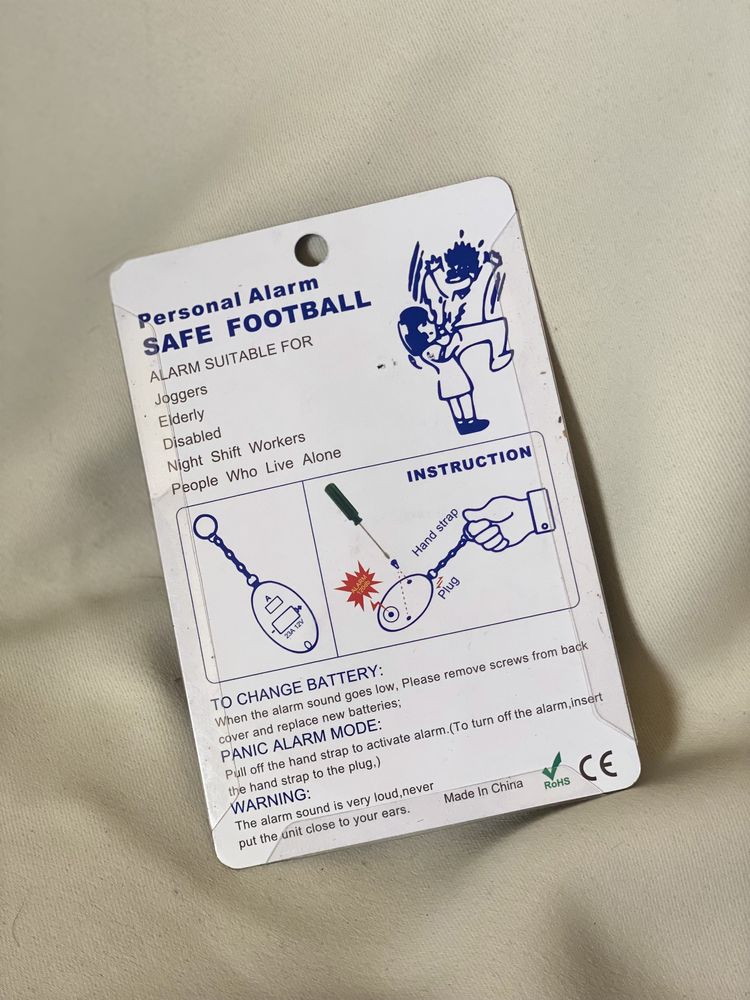 Personal Alarm
SAFE FOOTBALL
ALARM SUITABLE FOR
Joggers
Elderly
Disabled
Night Shift Workers
People Who Live Alone
INSTRUCTION
A
+
-
23A 12V
ALARM
Hand strap
Plug
TO CHANGE BATTERY:
When the alarm sound goes low, Please remove screws from back
cover and replace new batteries;
PANIC ALARM MODE:
Pull off the hand strap to activate alarm.(To turn off the alarm,insert
the hand strap to the plug,)
WARNING:
The alarm sound is very loud,never
put the unit close to your ears.
Made In China
RoHS
CE